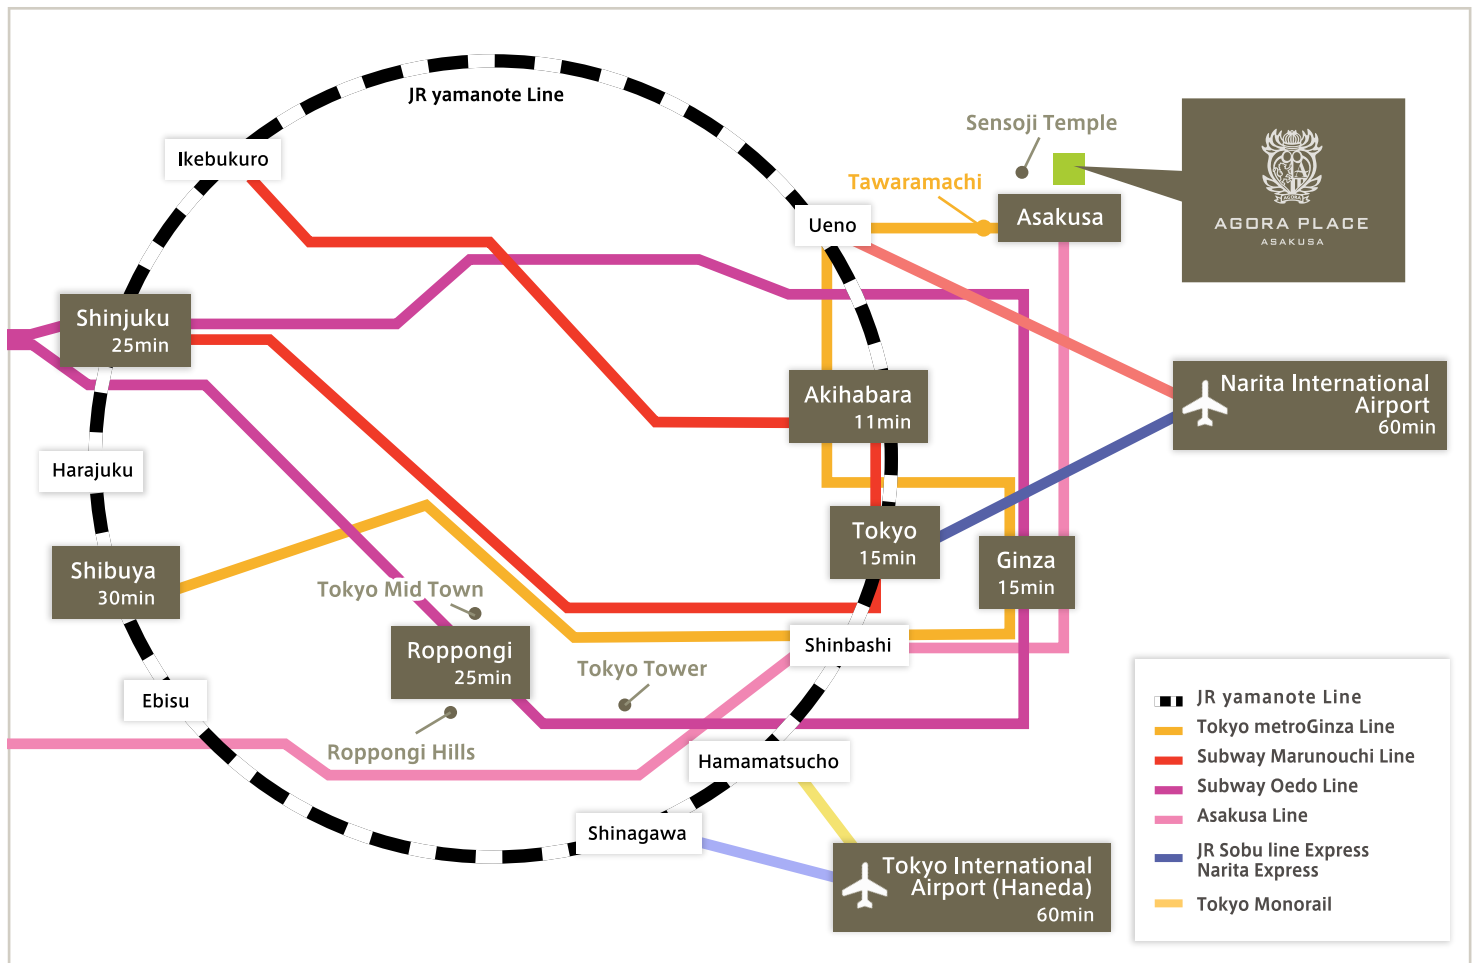 JR yamanote Line
Ikebukuro
Sensoji Temple
Tawaramachi
Ueno
Asakusa
AGORA PLACE
ASAKUSA
Shinjuku
25min
Akihabara
11min
Narita International
Airport
60min
Harajuku
Tokyo
15min
Ginza
15min
Shibuya
30min
Tokyo Mid Town
Roppongi
25min
Shinbashi
Tokyo Tower
Ebisu
Roppongi Hills
Hamamatsucho
Shinagawa
Tokyo International
Airport (Haneda)
60min
JR yamanote Line
Tokyo metroGinza Line
Subway Marunouchi Line
Subway Oedo Line
Asakusa Line
JR Sobu line Express
Narita Express
Tokyo Monorail